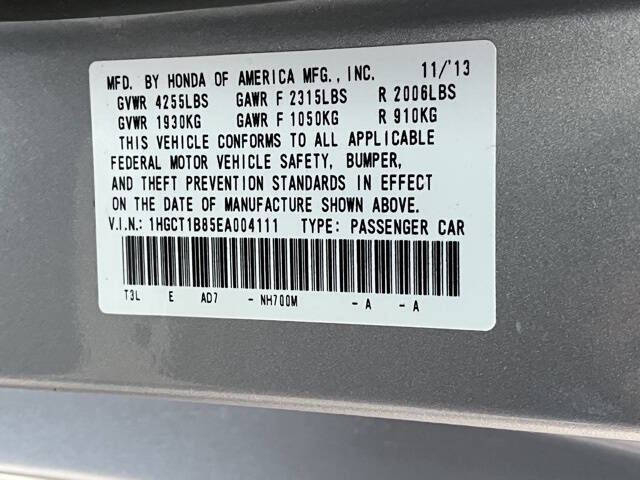 MFD. BY HONDA OF AMERICA MFG., INC. 11/'13
GVWR 4255LBS GAWR F 2315LBS R 2006LBS
GVWR 1930KG GAWR F 1050KG R 910KG
THIS VEHICLE CONFORMS TO ALL APPLICABLE
FEDERAL MOTOR VEHICLE SAFETY, BUMPER,
AND THEFT PREVENTION STANDARDS IN EFFECT
ON THE DATE OF MANUFACTURE SHOWN ABOVE.
V.I.N.: 1HGCT1B85EA004111 TYPE: PASSENGER CAR
T3L E AD7 - NH700M - A - A